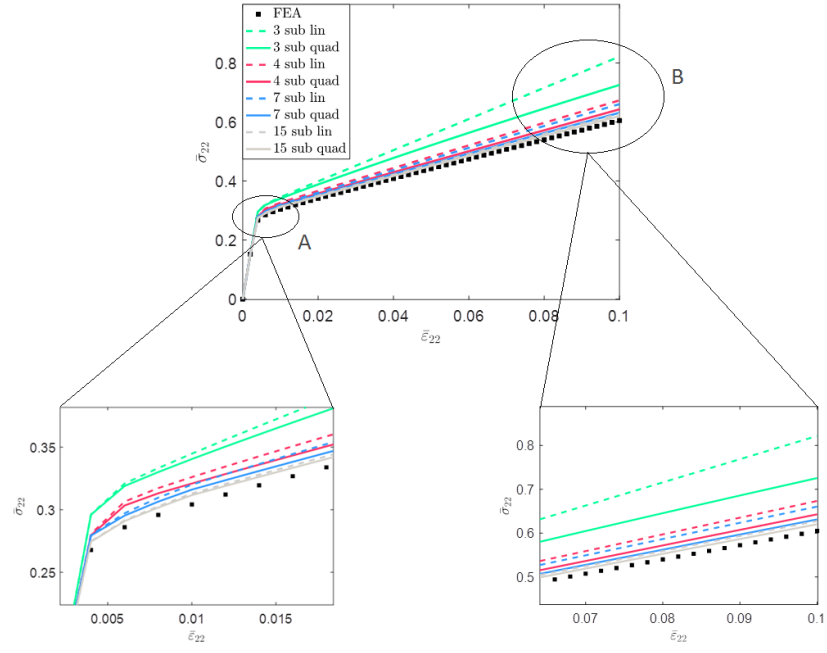 FEA
3 sub lin
3 sub quad
4 sub lin
4 sub quad
7 sub lin
7 sub quad
15 sub lin
15 sub quad
0.8
0.6
0.4
0.2
0
σ̄₂₂
0 0.02 0.04 0.06 0.08 0.1
ε̄₂₂
A
B
0.35
0.3
0.25
σ̄₂₂
0.005 0.01 0.015
ε̄₂₂
0.8
0.7
0.6
0.5
σ̄₂₂
0.07 0.08 0.09 0.1
ε̄₂₂